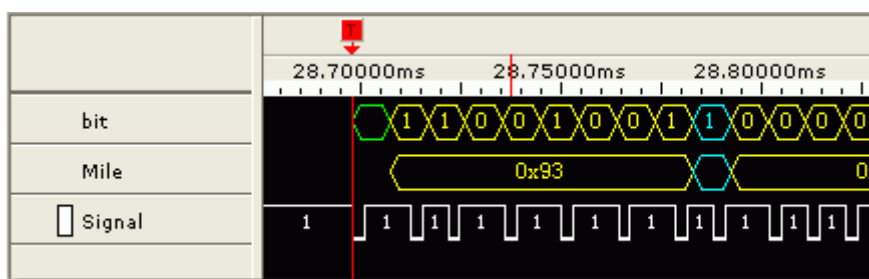 T
28.70000ms 28.75000ms 28.80000ms
bit 1 1 0 0 1 0 0 1 1 0 0 0 0
Mile 0x93 0
Signal 1 1 1 1 1 1 1 1 1 1 1